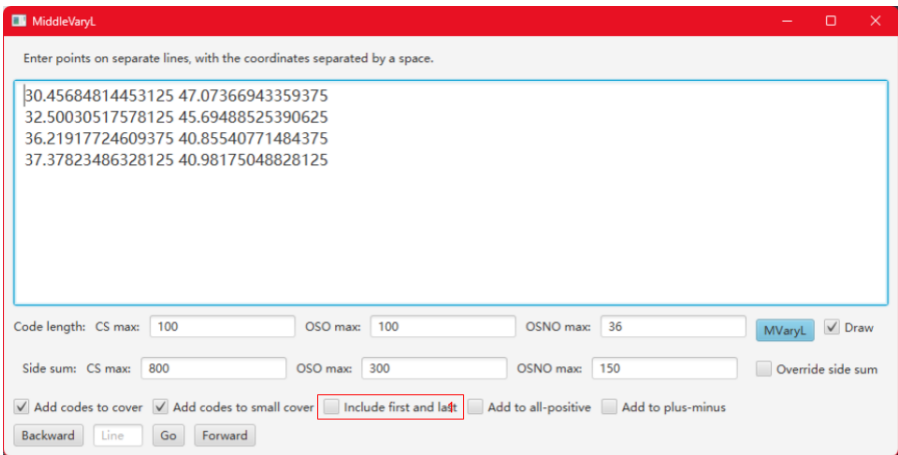 MiddleVaryL
Enter points on separate lines, with the coordinates separated by a space.
30.45684814453125 47.07366943359375
32.50030517578125 45.69488525390625
36.21917724609375 40.85540771484375
37.37823486328125 40.98175048828125
Code length: CS max: 100 OSO max: 100 OSNO max: 36 MVaryL Draw
Side sum: CS max: 800 OSO max: 300 OSNO max: 150 Override side sum
Add codes to cover Add codes to small cover Include first and last Add to all-positive Add to plus-minus
Backward Line Go Forward